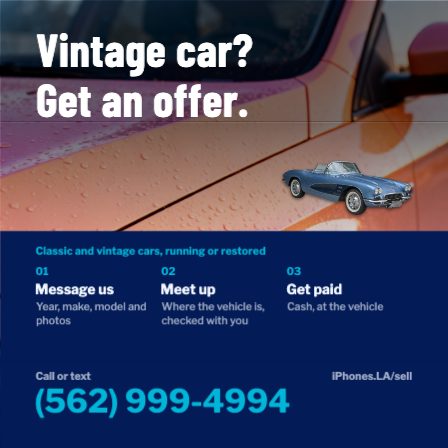 Vintage car?
Get an offer.
Classic and vintage cars, running or restored
01
Message us
Year, make, model and
photos
02
Meet up
Where the vehicle is,
checked with you
03
Get paid
Cash, at the vehicle
Call or text
(562) 999-4994
iPhones.LA/sell